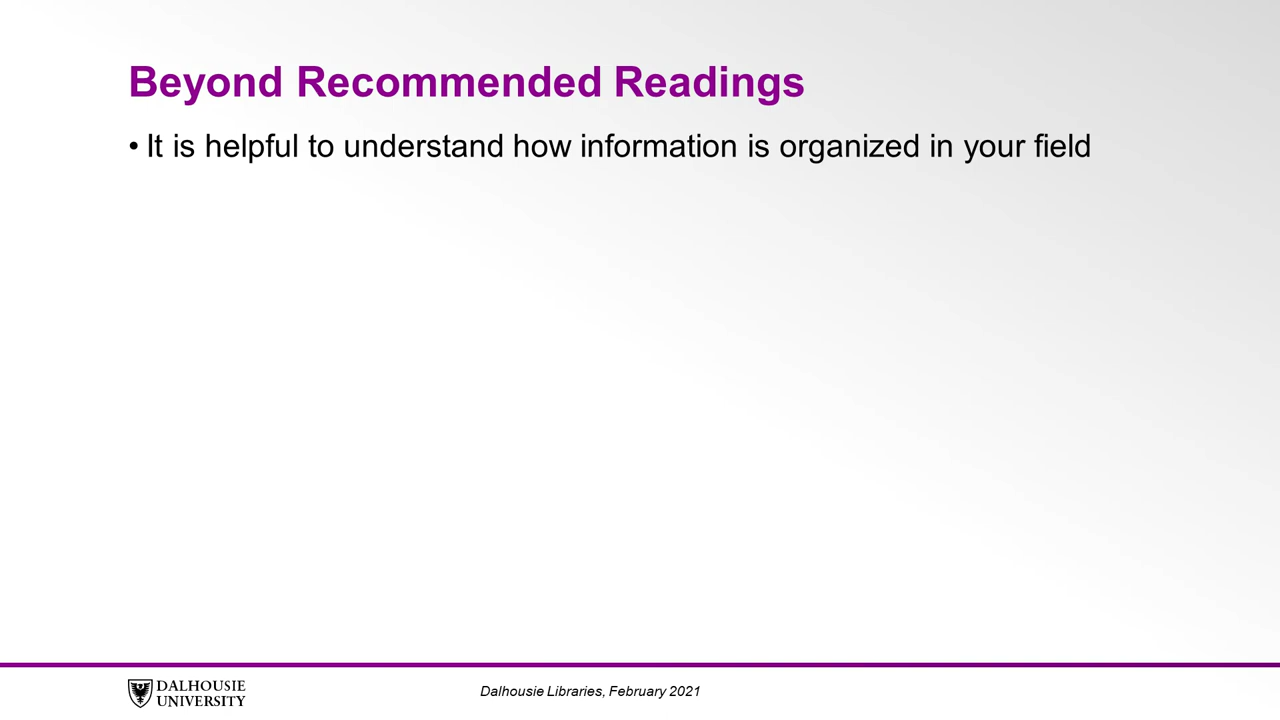 Beyond Recommended Readings
• It is helpful to understand how information is organized in your field
DALHOUSIE
UNIVERSITY
Dalhousie Libraries, February 2021